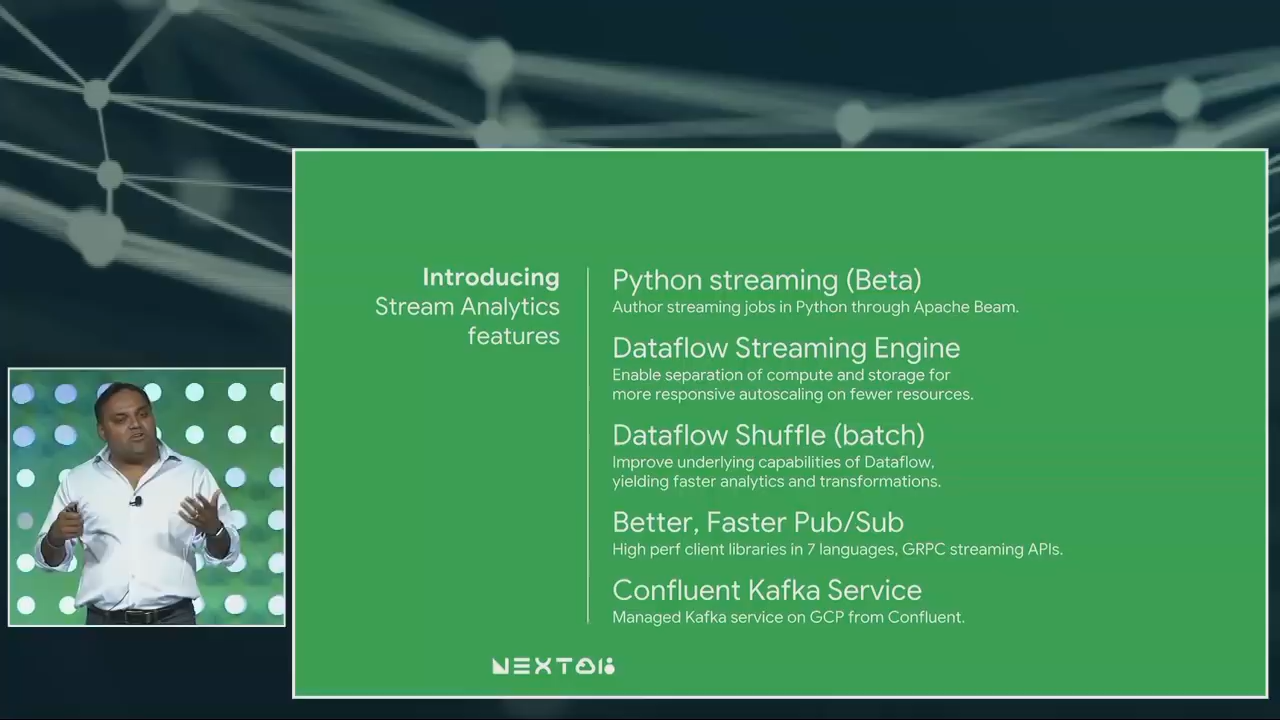 Introducing
Stream Analytics
features
Python streaming (Beta)
Author streaming jobs in Python through Apache Beam.
Dataflow Streaming Engine
Enable separation of compute and storage for
more responsive autoscaling on fewer resources.
Dataflow Shuffle (batch)
Improve underlying capabilities of Dataflow,
yielding faster analytics and transformations.
Better, Faster Pub/Sub
High perf client libraries in 7 languages, GRPC streaming APIs.
Confluent Kafka Service
Managed Kafka service on GCP from Confluent.
NEXT18